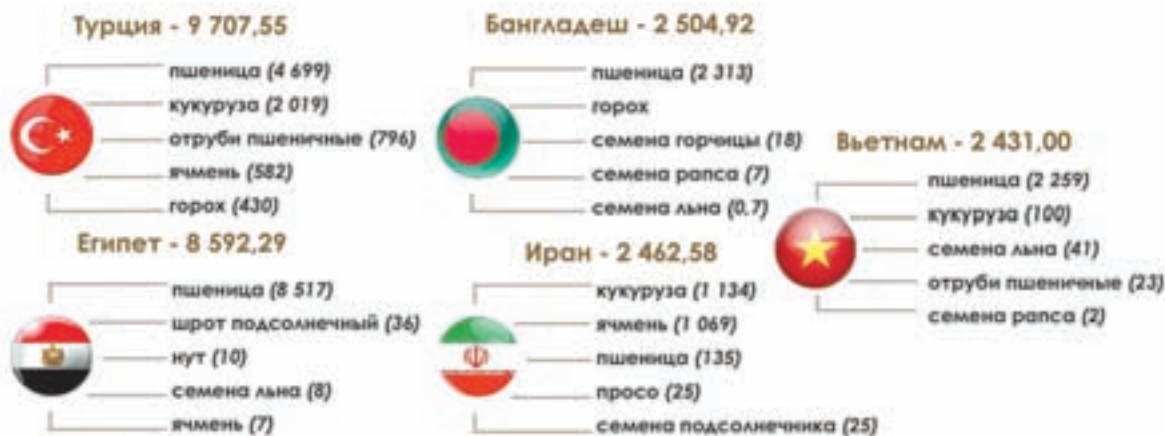 Турция - 9 707,55
пшеница (4 699)
кукуруза (2 019)
отруби пшеничные (796)
ячмень (582)
горох (430)
Бангладеш - 2 504,92
пшеница (2 313)
горох
семена горчицы (18)
семена рапса (7)
семена льна (0,7)
Вьетнам - 2 431,00
пшеница (2 259)
кукуруза (100)
семена льна (41)
отруби пшеничные (23)
семена рапса (2)
Египет - 8 592,29
пшеница (8 517)
шрот подсолнечный (36)
нут (10)
семена льна (8)
ячмень (7)
Иран - 2 462,58
кукуруза (1 134)
ячмень (1 069)
пшеница (135)
просо (25)
семена подсолнечника (25)